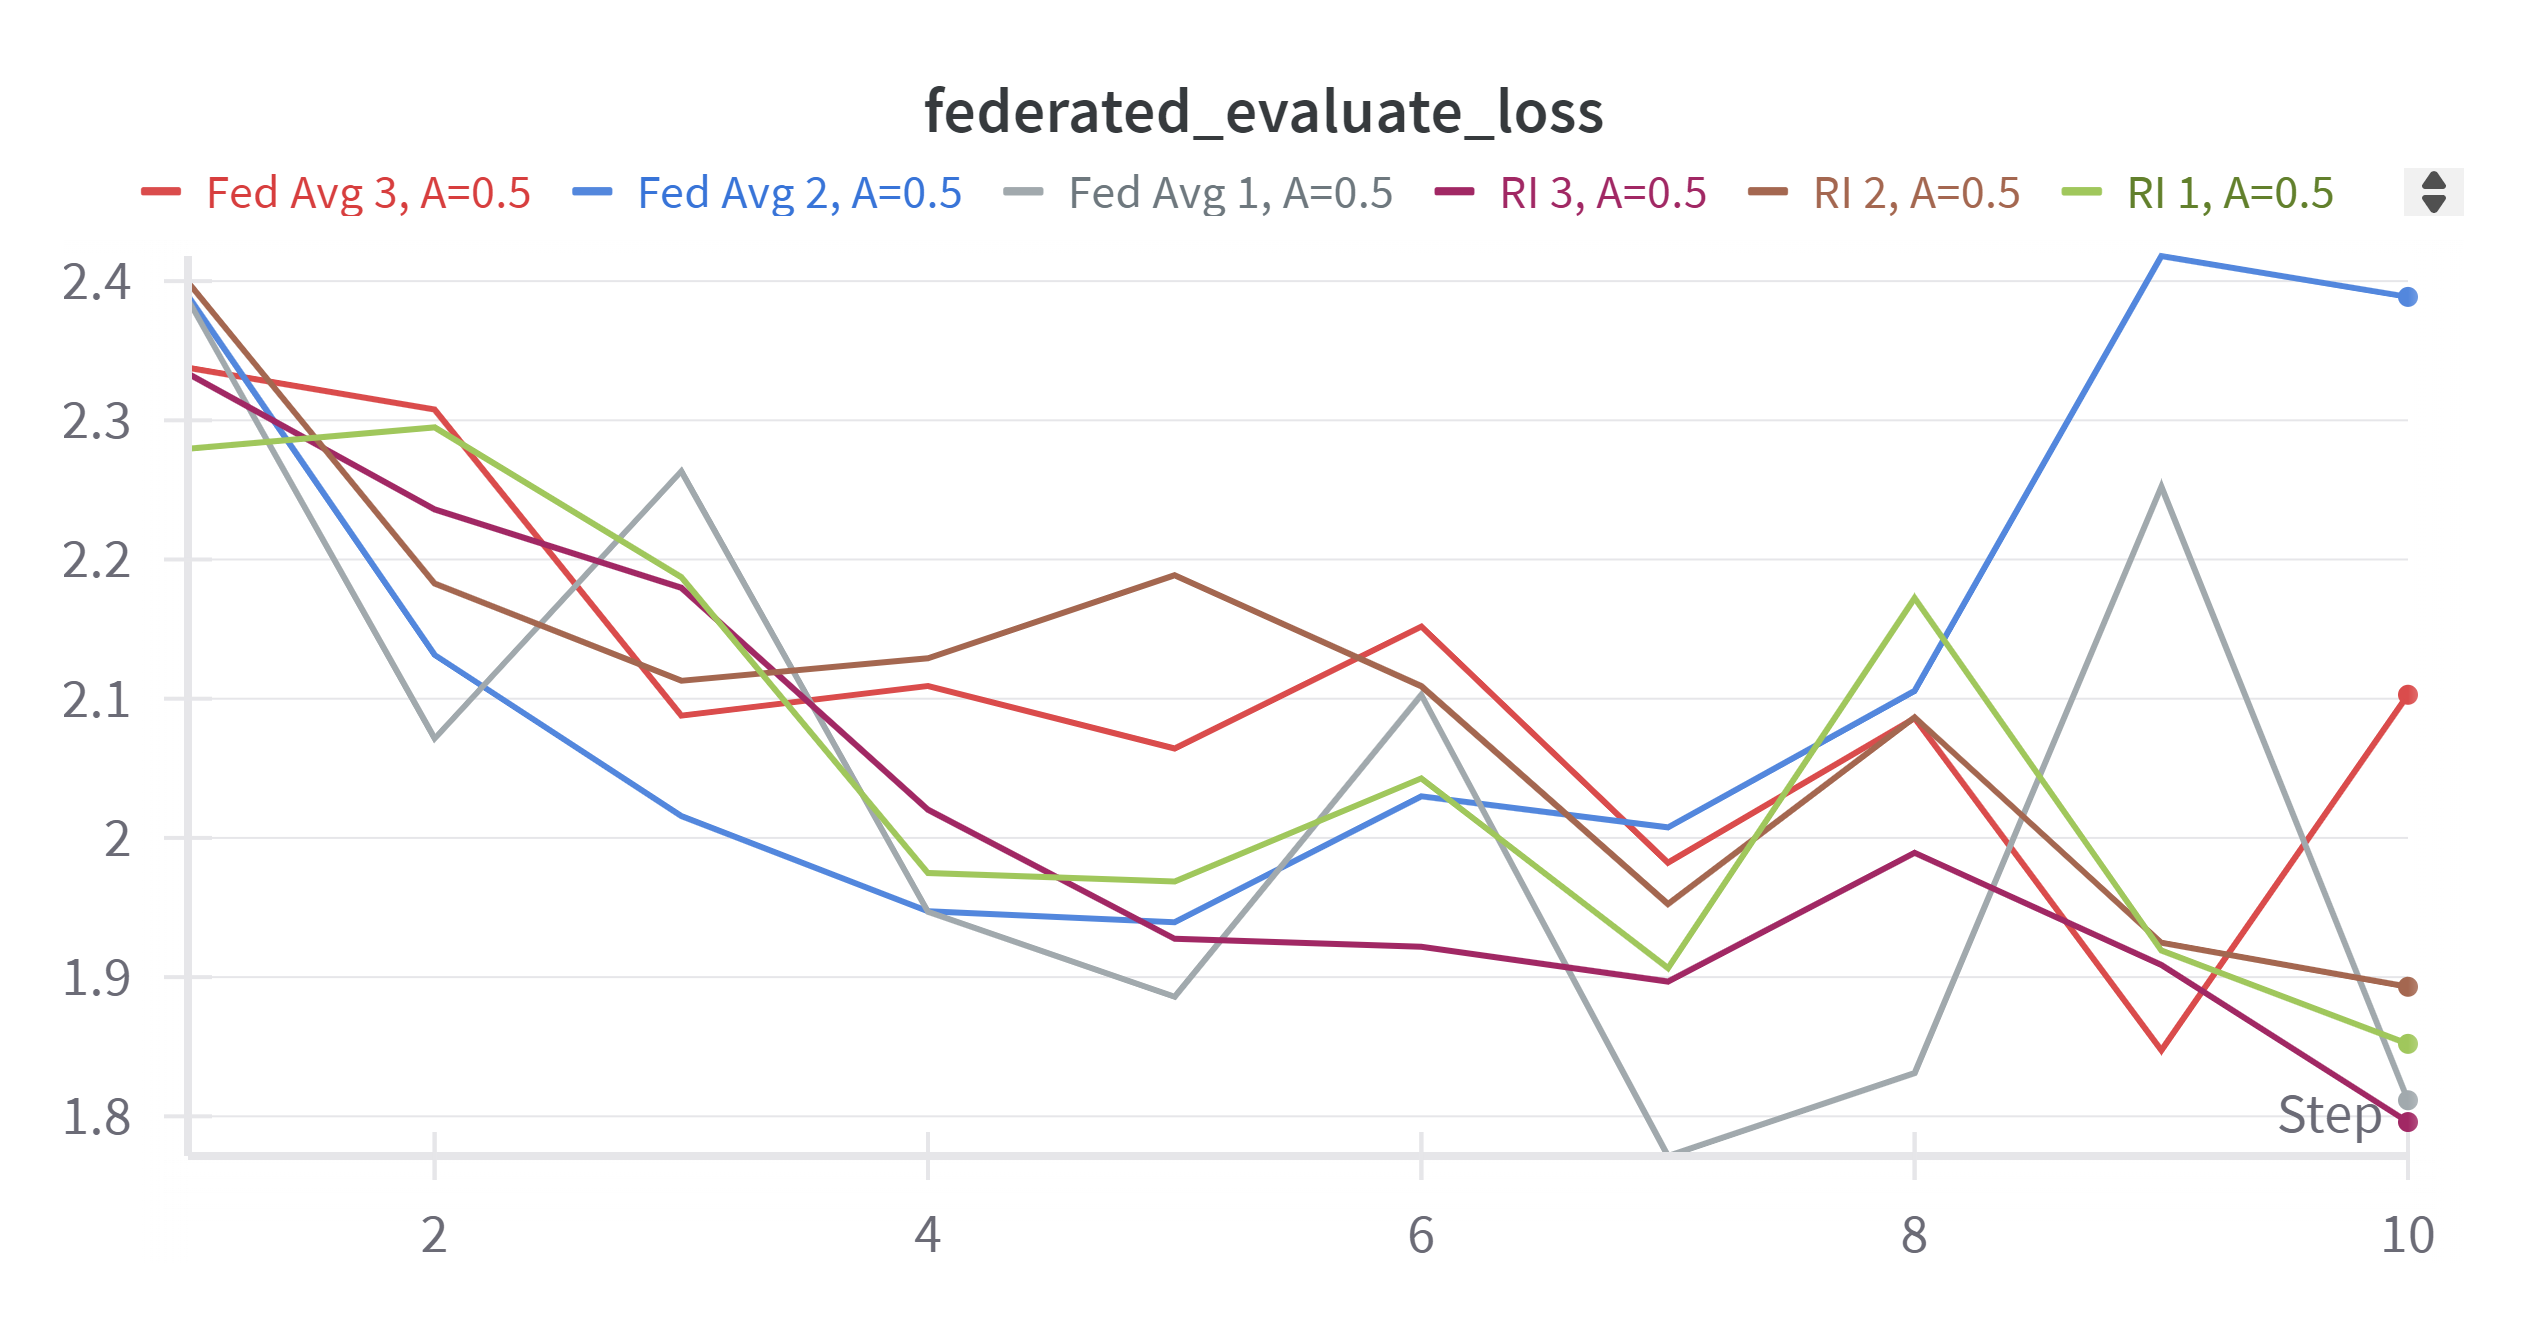 federated_evaluate_loss
Fed Avg 3, A=0.5 Fed Avg 2, A=0.5 Fed Avg 1, A=0.5 RI 3, A=0.5 RI 2, A=0.5 RI 1, A=0.5
2.4
2.3
2.2
2.1
2
1.9
1.8
Step
2 4 6 8 10